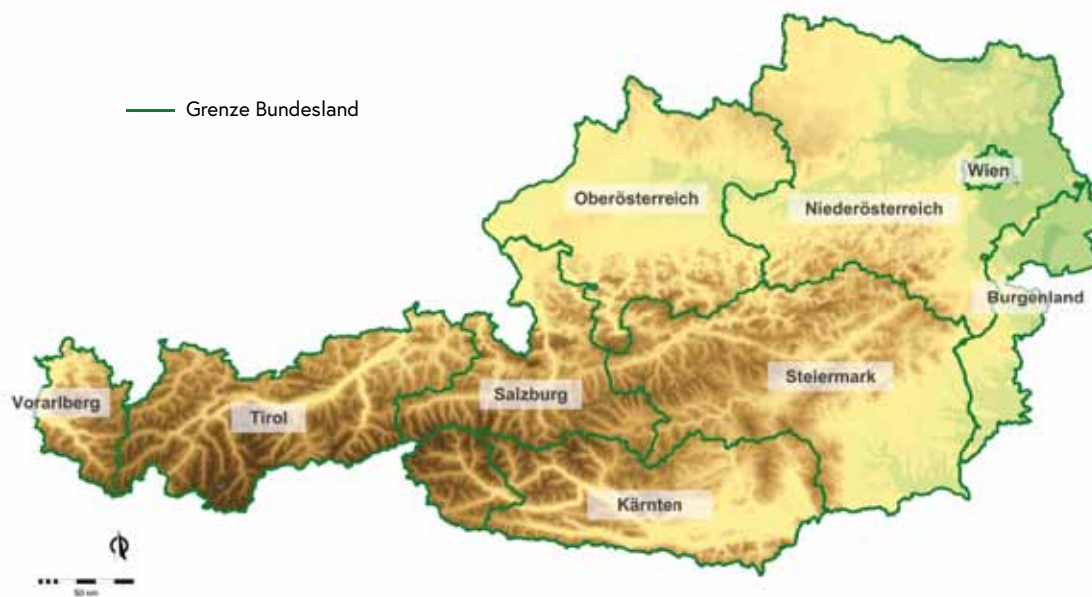 Grenze Bundesland
Wien
Oberösterreich
Niederösterreich
Burgenland
Steiermark
Salzburg
Vorarlberg
Tirol
Kärnten